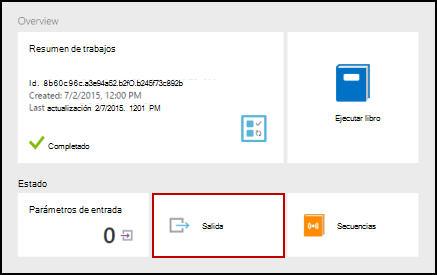 Overview
Resumen de trabajos
Id: 8b60c96c.a3e94a52.b2fO.b245f73c892b
Created: 7/2/2015, 12:00 PM
Last actualización 2/7/2015, 1201 PM
Completado
Ejecutar libro
Estado
Parámetros de entrada
0
Salida
Secuencias